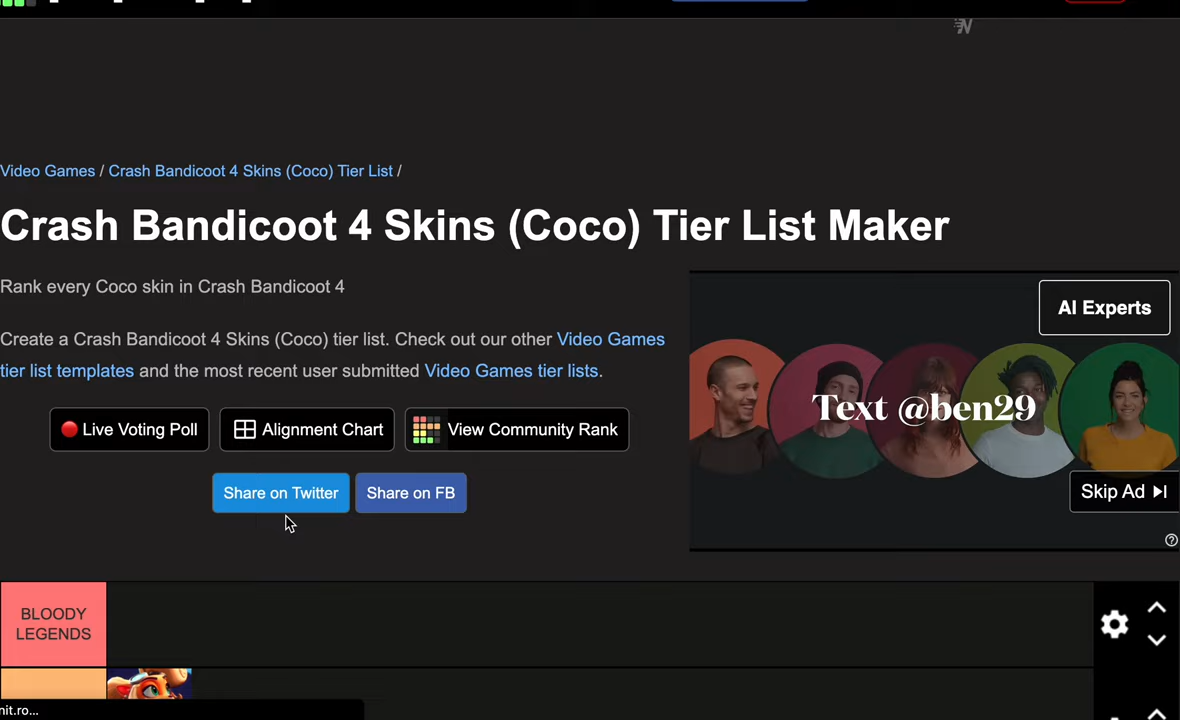 Video Games / Crash Bandicoot 4 Skins (Coco) Tier List /
Crash Bandicoot 4 Skins (Coco) Tier List Maker
Rank every Coco skin in Crash Bandicoot 4
Create a Crash Bandicoot 4 Skins (Coco) tier list. Check out our other Video Games
tier list templates and the most recent user submitted Video Games tier lists.
Live Voting Poll
Alignment Chart
View Community Rank
Share on Twitter
Share on FB
AI Experts
Text @ben29
Skip Ad
BLOODY
LEGENDS
nit.ro...